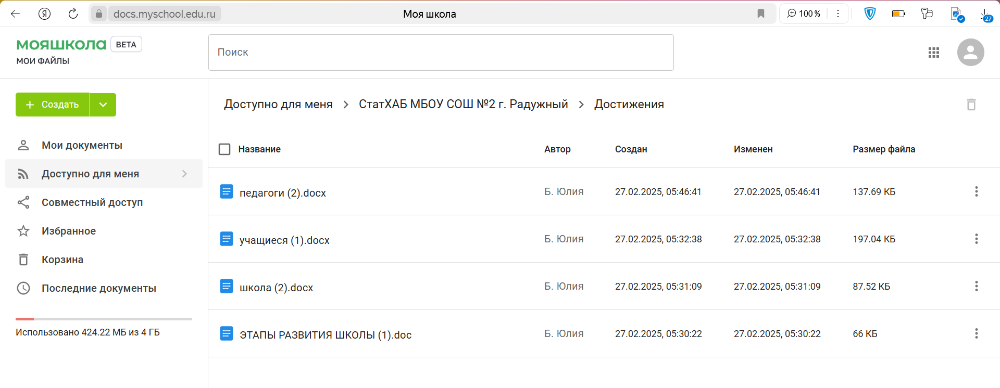 Я docs.myschool.edu.ru Моя школа 100 %
27
МОЯШКОЛА BETA
МОИ ФАЙЛЫ
Поиск
+ Создать
Доступно для меня > СтатХАБ МБОУ СОШ №2 г. Радужный > Достижения
Мои документы
Доступно для меня
Совместный доступ
Избранное
Корзина
Последние документы
Использовано 424.22 МБ из 4 ГБ
Название Автор Создан Изменен Размер файла
педагоги (2).docx Б. Юлия 27.02.2025, 05:46:41 27.02.2025, 05:46:41 137.69 КБ
учащиеся (1).docx Б. Юлия 27.02.2025, 05:32:38 27.02.2025, 05:32:38 197.04 КБ
школа (2).docx Б. Юлия 27.02.2025, 05:31:09 27.02.2025, 05:31:09 87.52 КБ
ЭТАПЫ РАЗВИТИЯ ШКОЛЫ (1).doc Б. Юлия 27.02.2025, 05:30:22 27.02.2025, 05:30:22 66 КБ